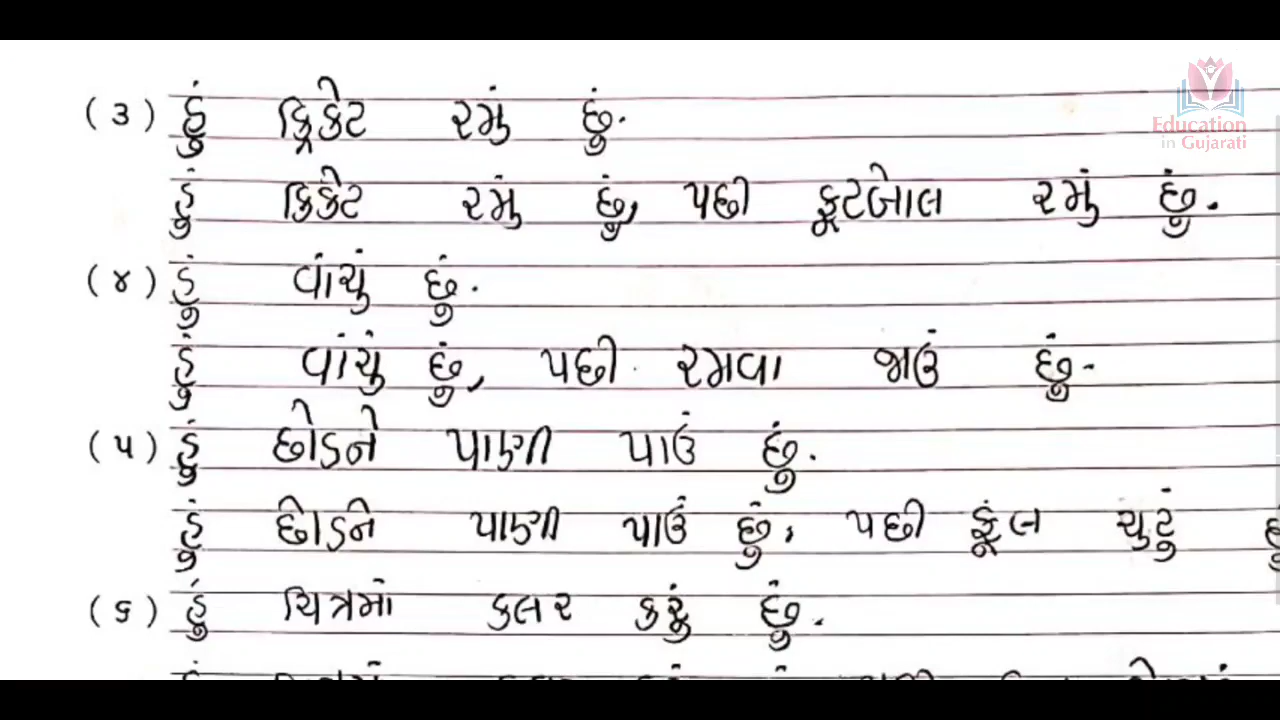 Education
in Gujarati
(૩) હું ક્રિકેટ રમું છું.
હું ક્રિકેટ રમું છું, પછી ફૂટબોલ રમું છું.
(૪) હું વાંચું છું.
હું વાંચું છું, પછી રમવા જાઉં છું.
(૫) હું છોડને પાણી પાઉં છું.
હું છોડને પાણી પાઉં છું, પછી ફૂંલ ચુટું
(૬) હું ચિત્રમાં કલર કરું છું.